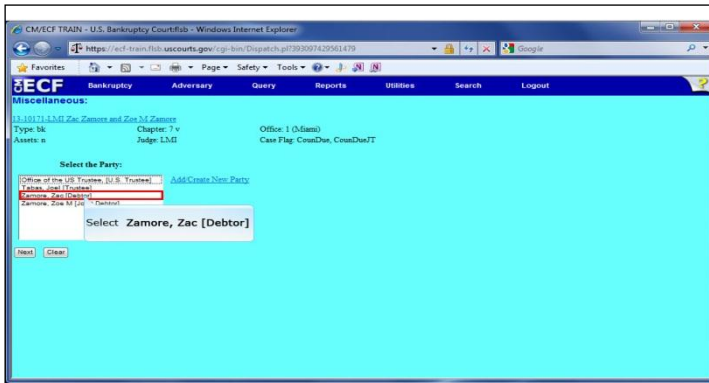 CM/ECF TRAIN - U.S. Bankruptcy Court:flsb - Windows Internet Explorer
https://ecf-train.flsb.uscourts.gov/cgi-bin/Dispatch.pl?393097429561479
Google
Favorites Page Safety Tools
ECF Bankruptcy Adversary Query Reports Utilities Search Logout ?
Miscellaneous:
13-10171-LMI Zac Zamore and Zoe M Zamore
Type: bk Chapter: 7 v Office: 1 (Miami)
Assets: n Judge: LMI Case Flag: CounDue, CounDueJT
Select the Party:
Office of the US Trustee, [U.S. Trustee] Add/Create New Party
Tabas, Joel [Trustee]
Zamore, Zac [Debtor]
Zamore, Zoe M Debtor]
Select Zamore, Zac [Debtor]
Next Clear